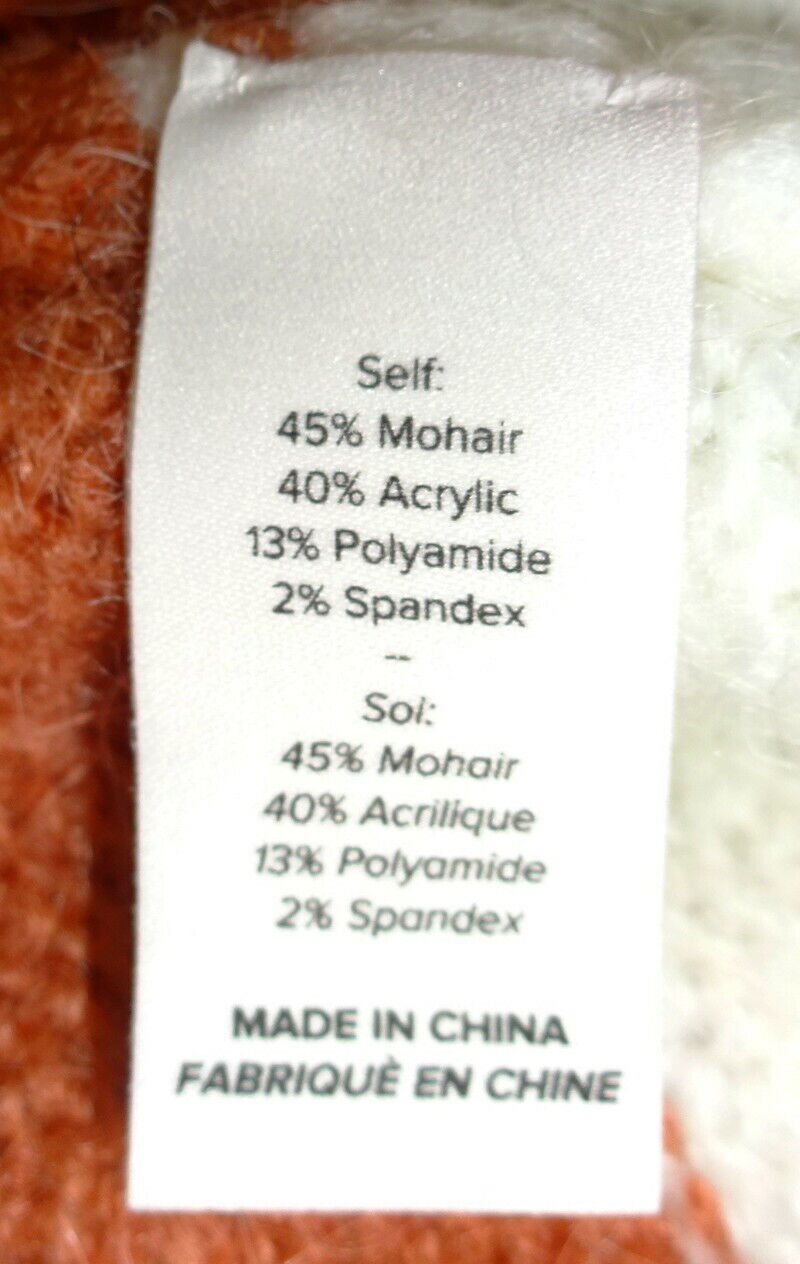 Self:
45% Mohair
40% Acrylic
13% Polyamide
2% Spandex
--
Soi:
45% Mohair
40% Acrilique
13% Polyamide
2% Spandex
MADE IN CHINA
FABRIQUÈ EN CHINE